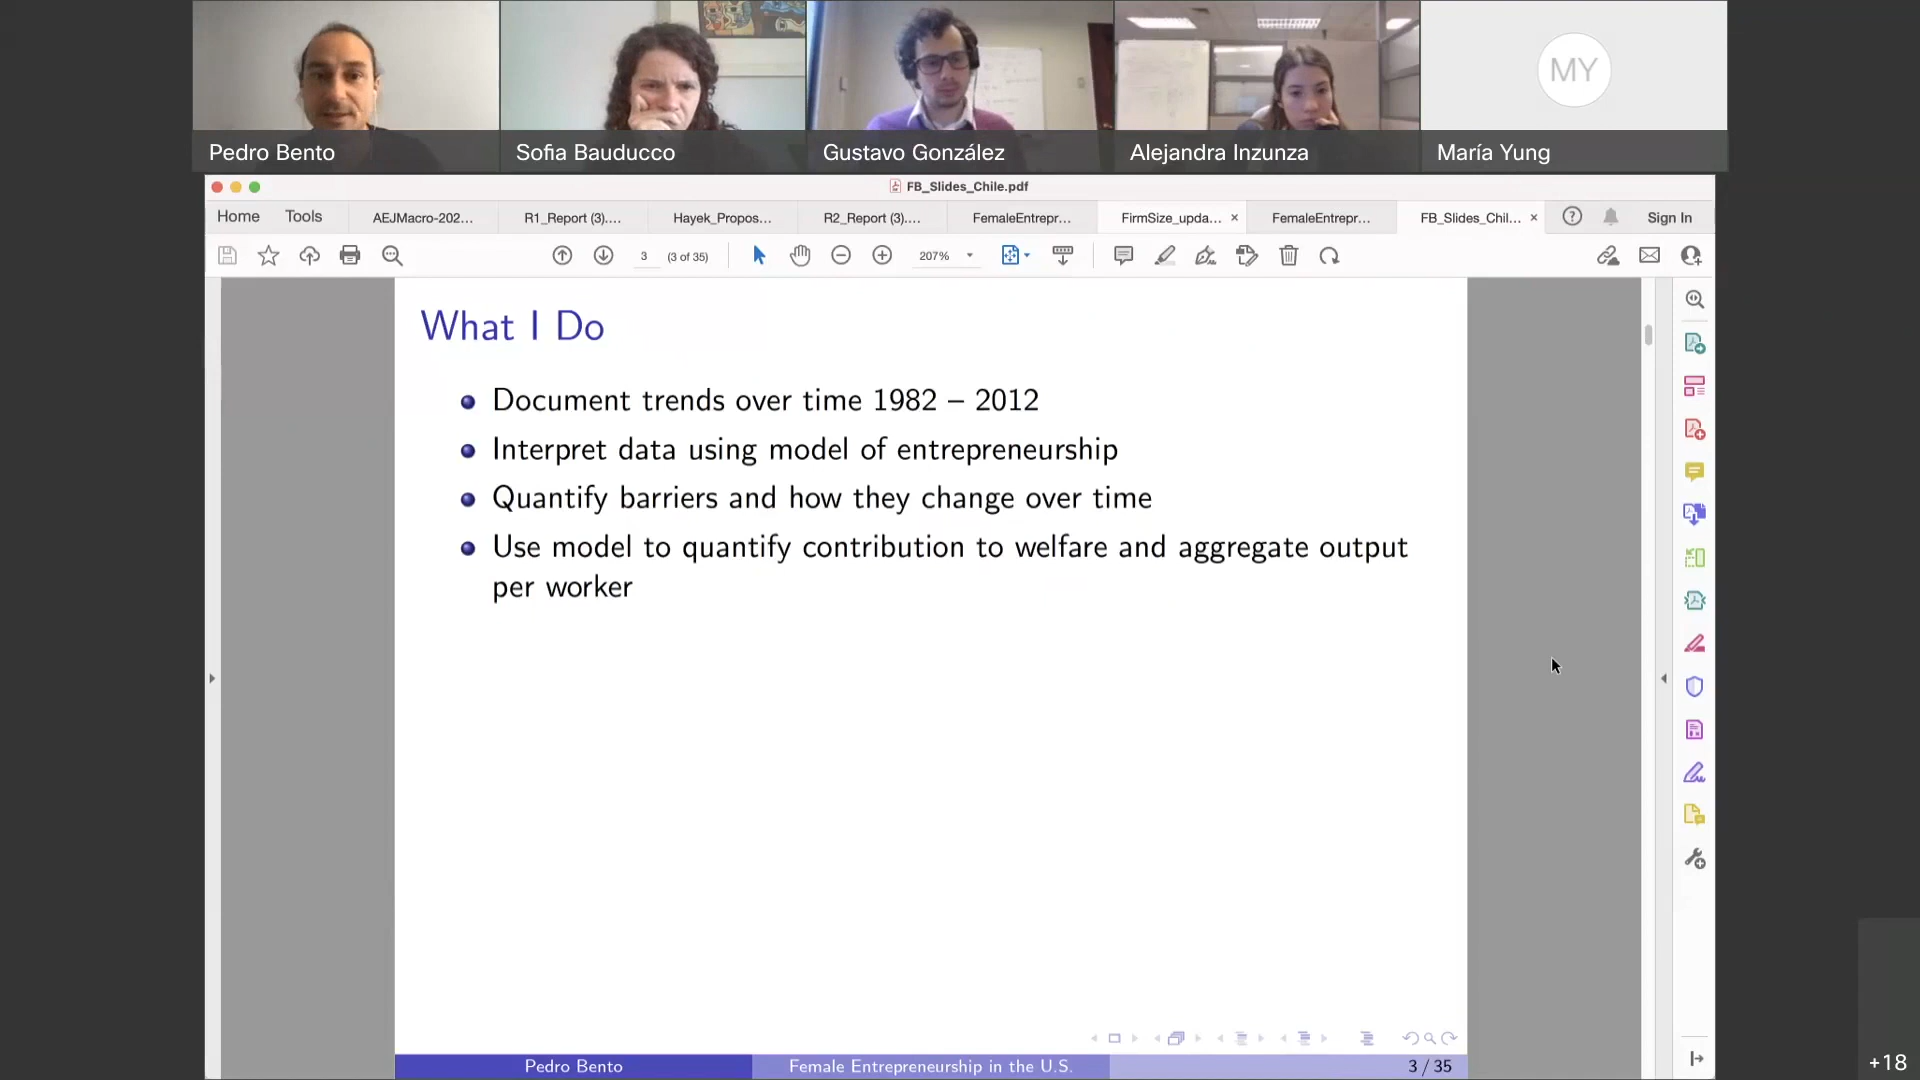 MY
Pedro Bento
Sofia Bauducco
Gustavo González
Alejandra Inzunza
María Yung
FB_Slides_Chile.pdf
Home
Tools
AEJMacro-202...
R1_Report (3)....
Hayek_Propos...
R2_Report (3)....
FemaleEntrepr...
FirmSize_upda... ×
FemaleEntrepr...
FB_Slides_Chil... ×
Sign In
3 (3 of 35)
207%
What I Do
Document trends over time 1982 – 2012
Interpret data using model of entrepreneurship
Quantify barriers and how they change over time
Use model to quantify contribution to welfare and aggregate output
per worker
Pedro Bento
Female Entrepreneurship in the U.S.
3 / 35
+18